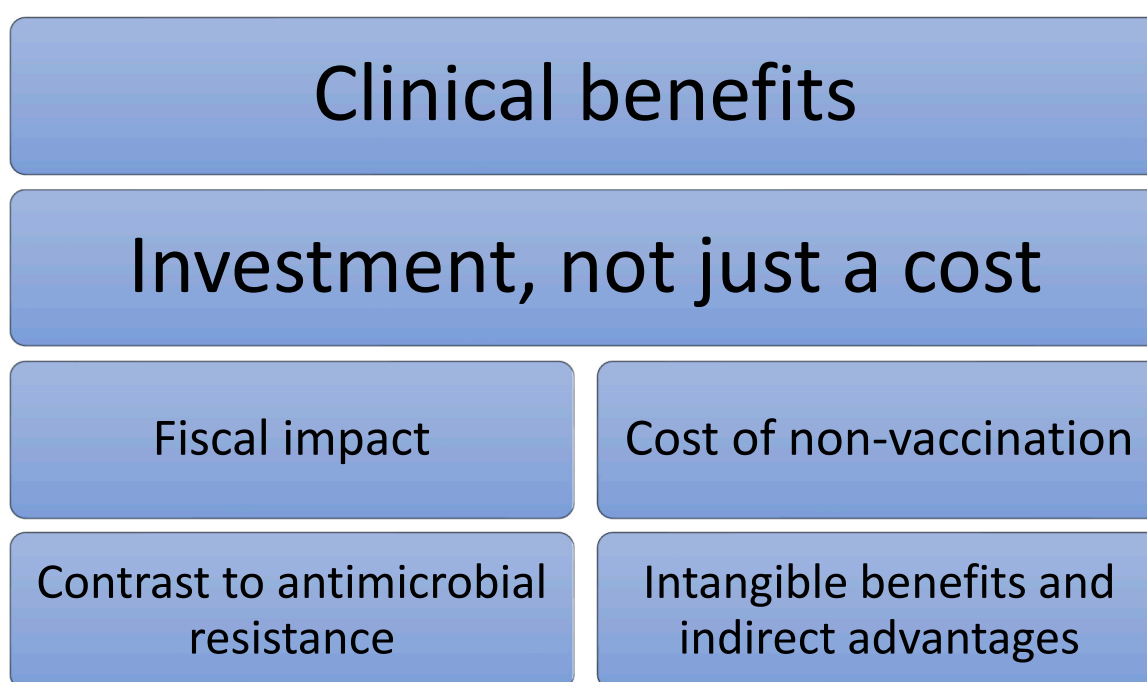 Clinical benefits
Investment, not just a cost
Fiscal impact
Cost of non-vaccination
Contrast to antimicrobial
resistance
Intangible benefits and
indirect advantages